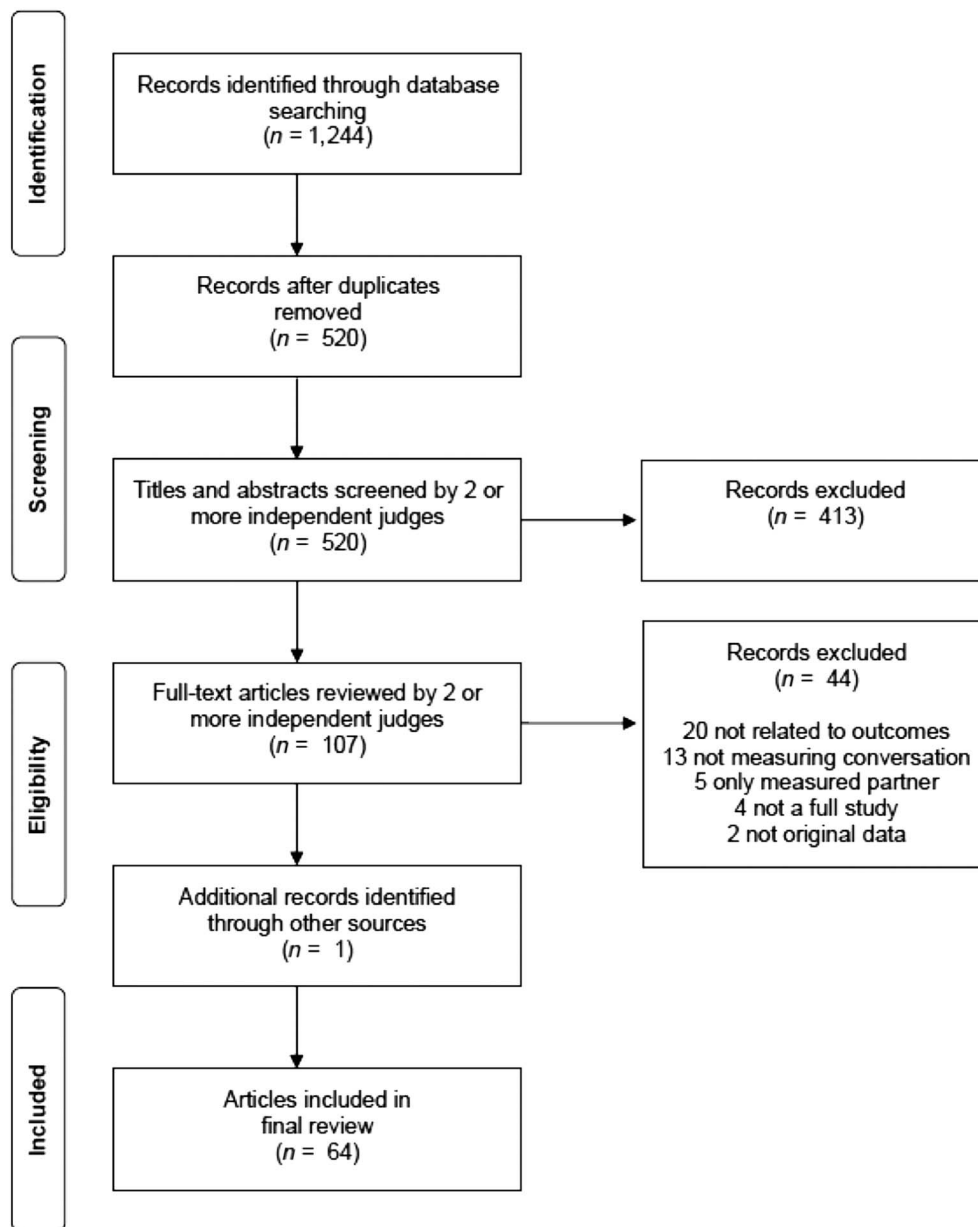 Identification
Records identified through database
searching
(n = 1,244)
Records after duplicates
removed
(n = 520)
Screening
Titles and abstracts screened by 2 or
more independent judges
(n = 520)
Records excluded
(n = 413)
Eligibility
Full-text articles reviewed by 2 or
more independent judges
(n = 107)
Records excluded
(n = 44)
20 not related to outcomes
13 not measuring conversation
5 only measured partner
4 not a full study
2 not original data
Additional records identified
through other sources
(n = 1)
Included
Articles included in
final review
(n = 64)